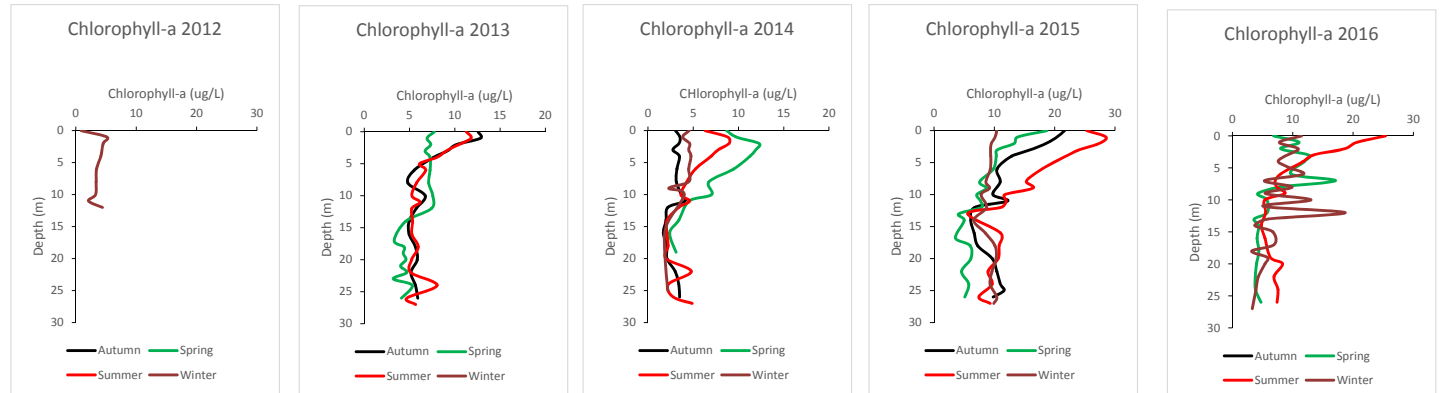 Chlorophyll-a 2012
Chlorophyll-a (ug/L)
0 10 20 30
0
5
10
15
20
25
30
Depth (m)
Autumn Spring
Summer Winter
Chlorophyll-a 2013
Chlorophyll-a (ug/L)
0 5 10 15 20
0
5
10
15
20
25
30
Depth (m)
Autumn Spring
Summer Winter
Chlorophyll-a 2014
CHlorophyll-a (ug/L)
0 5 10 15 20
0
5
10
15
20
25
30
Depth (m)
Autumn Spring
Summer Winter
Chlorophyll-a 2015
Chlorophyll-a (ug/L)
0 10 20 30
0
5
10
15
20
25
30
Depth (m)
Autumn Spring
Summer Winter
Chlorophyll-a 2016
Chlorophyll-a (ug/L)
0 10 20 30
0
5
10
15
20
25
30
Depth (m)
Autumn Spring
Summer Winter